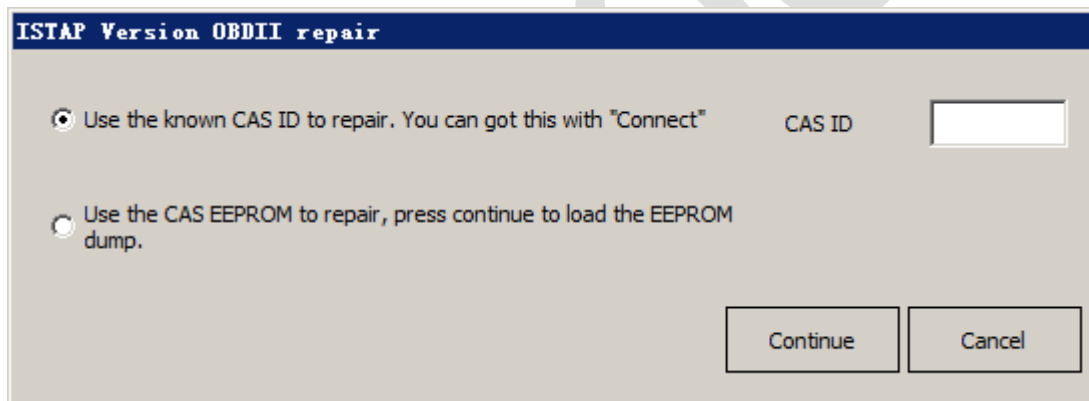 ISTAP Version OBDII repair
Use the known CAS ID to repair. You can got this with "Connect"
CAS ID
Use the CAS EEPROM to repair, press continue to load the EEPROM
dump.
Continue
Cancel